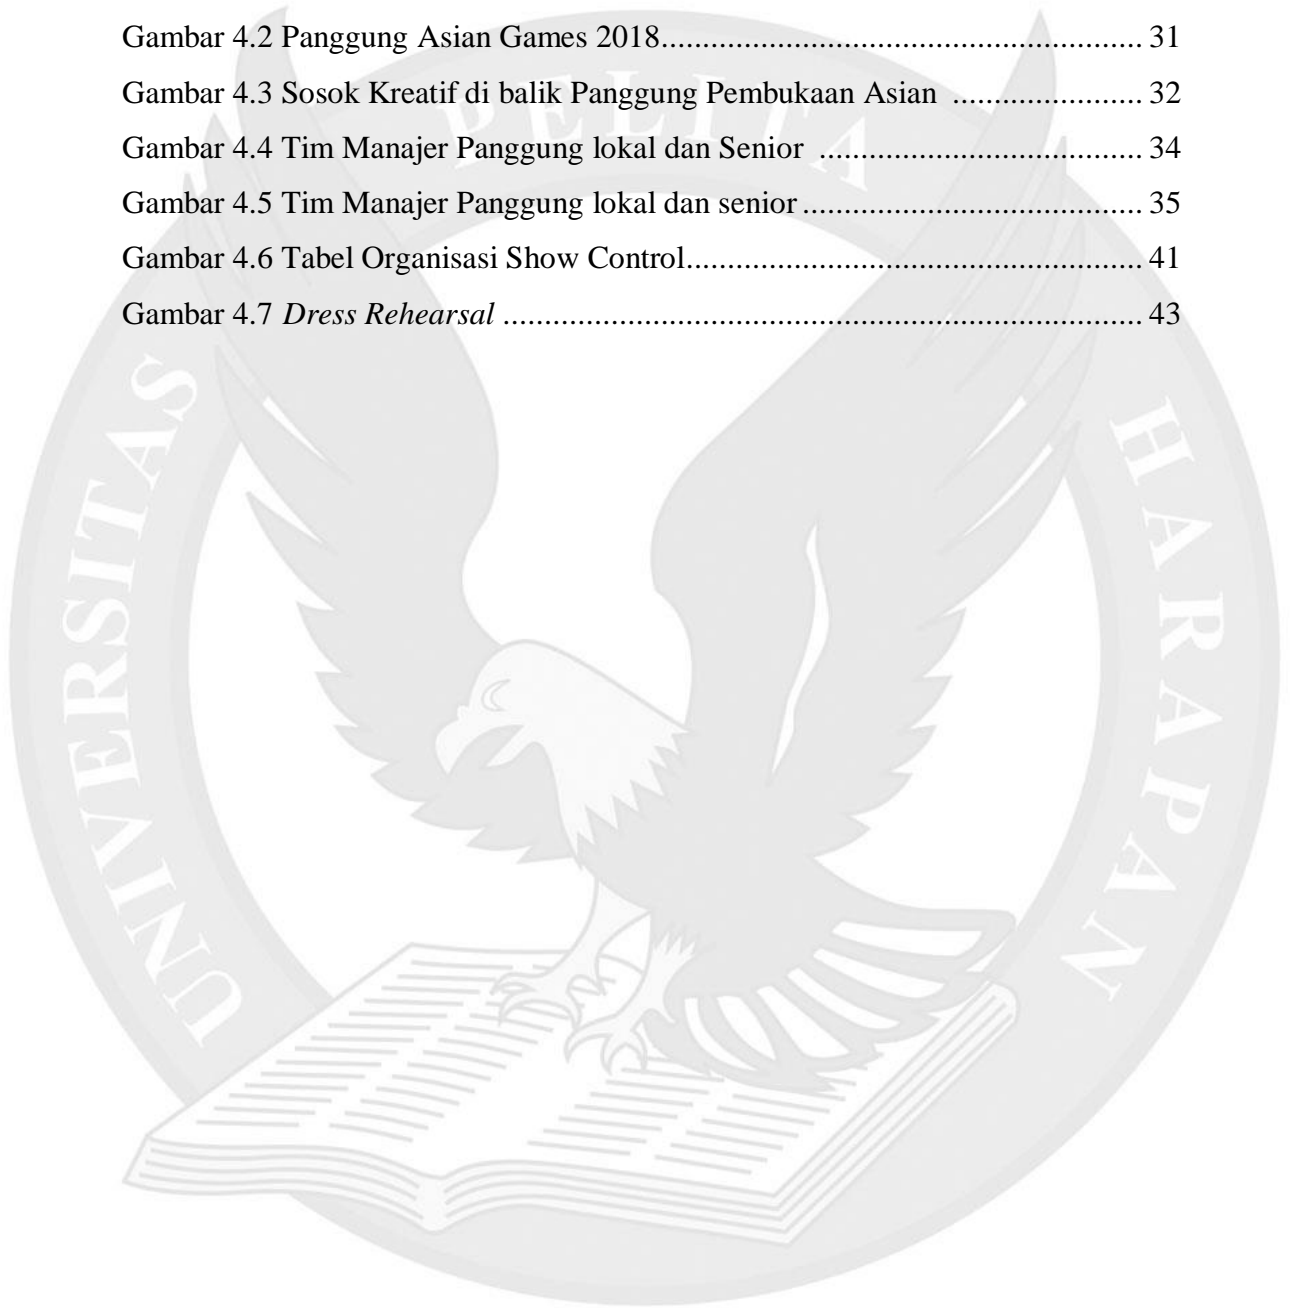 Gambar 4.2 Panggung Asian Games 2018............................................................ 31
Gambar 4.3 Sosok Kreatif di balik Panggung Pembukaan Asian ........................ 32
Gambar 4.4 Tim Manajer Panggung lokal dan Senior ......................................... 34
Gambar 4.5 Tim Manajer Panggung lokal dan senior........................................... 35
Gambar 4.6 Tabel Organisasi Show Control.......................................................... 41
Gambar 4.7 Dress Rehearsal ................................................................................. 43
UNIVERSITAS PELITA HARAPAN